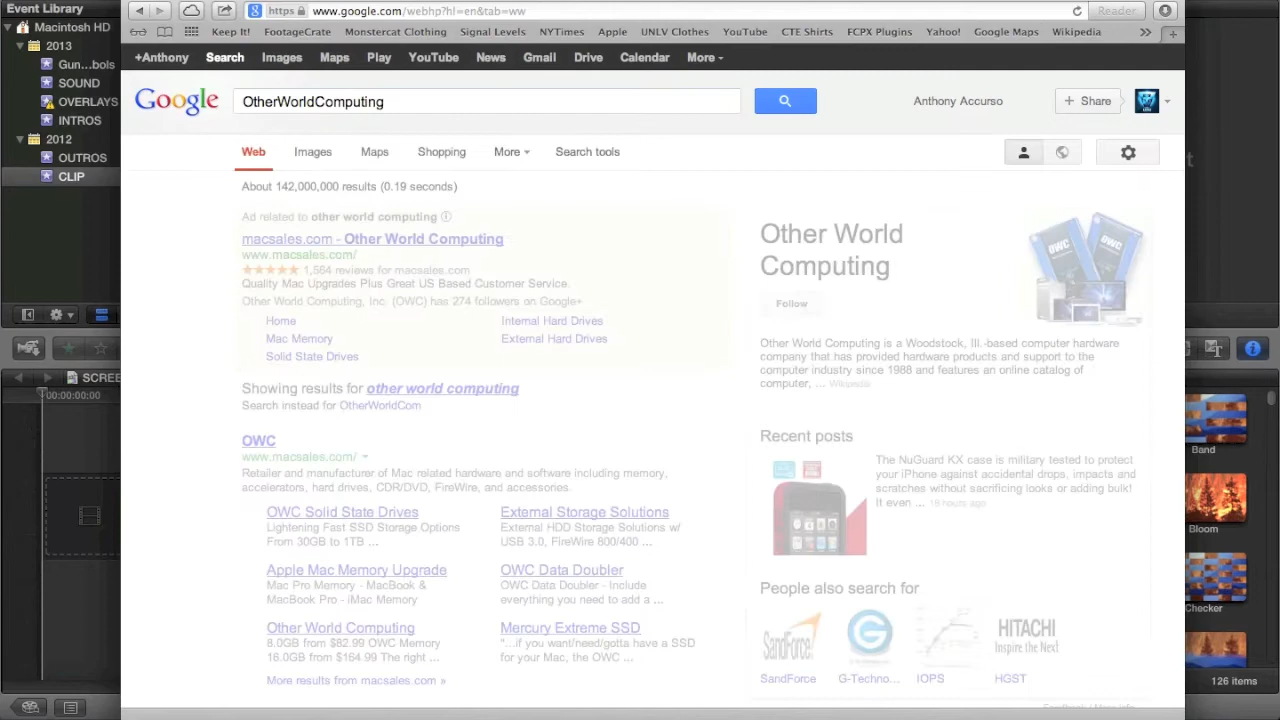 Event Library
Macintosh HD
2013
Gun...bols
SOUND
OVERLAYS
INTROS
2012
OUTROS
CLIP
SCREE
00:00:00:00
https www.google.com/webhp?hl=en&tab=ww
Reader
Keep It! FootageCrate Monstercat Clothing Signal Levels NYTimes Apple UNLV Clothes YouTube CTE Shirts FCPX Plugins Yahoo! Google Maps Wikipedia
+Anthony Search Images Maps Play YouTube News Gmail Drive Calendar More
Google
OtherWorldComputing
Anthony Accurso
+ Share
Web Images Maps Shopping More Search tools
About 142,000,000 results (0.19 seconds)
Ad related to other world computing
macsales.com - Other World Computing
www.macsales.com/
1,564 reviews for macsales.com
Quality Mac Upgrades Plus Great US Based Customer Service.
Other World Computing, Inc. (OWC) has 274 followers on Google+
Home Internal Hard Drives
Mac Memory External Hard Drives
Solid State Drives
Showing results for other world computing
Search instead for OtherWorldCom
OWC
www.macsales.com/
Retailer and manufacturer of Mac related hardware and software including memory,
accelerators, hard drives, CDR/DVD, FireWire, and accessories.
OWC Solid State Drives
Lightening Fast SSD Storage Options
From 30GB to 1TB ...
External Storage Solutions
External HDD Storage Solutions w/
USB 3.0, FireWire 800/400 ...
Apple Mac Memory Upgrade
Mac Pro Memory - MacBook &
MacBook Pro - iMac Memory
OWC Data Doubler
OWC Data Doubler - Include
everything you need to add a ...
Other World Computing
8.0GB from $82.99 OWC Memory
16.0GB from $164.99 The right ...
Mercury Extreme SSD
"...if you want/need/gotta have a SSD
for your Mac, the OWC ...
More results from macsales.com »
Other World
Computing
Follow
OWC
OWC
Other World Computing is a Woodstock, Ill.-based computer hardware
company that has provided hardware products and support to the
computer industry since 1988 and features an online catalog of
computer, ... Wikipedia
Recent posts
The NuGuard KX case is military tested to protect
your iPhone against accidental drops, impacts and
scratches without sacrificing looks or adding bulk!
It even ... 19 hours ago
People also search for
SandForce
HITACHI
Inspire the Next
SandForce G-Techno... IOPS HGST
Feedback / More info
Band
Bloom
Checker
126 items